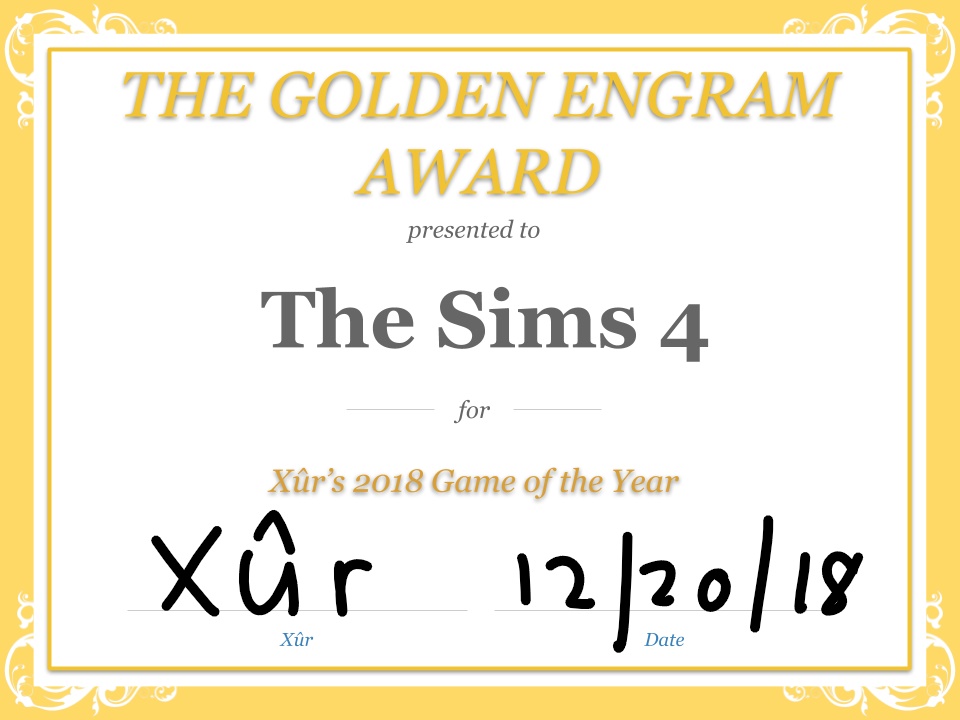 THE GOLDEN ENGRAM
AWARD
presented to
The Sims 4
for
Xûr’s 2018 Game of the Year
Xûr 12/20/18
Xûr Date